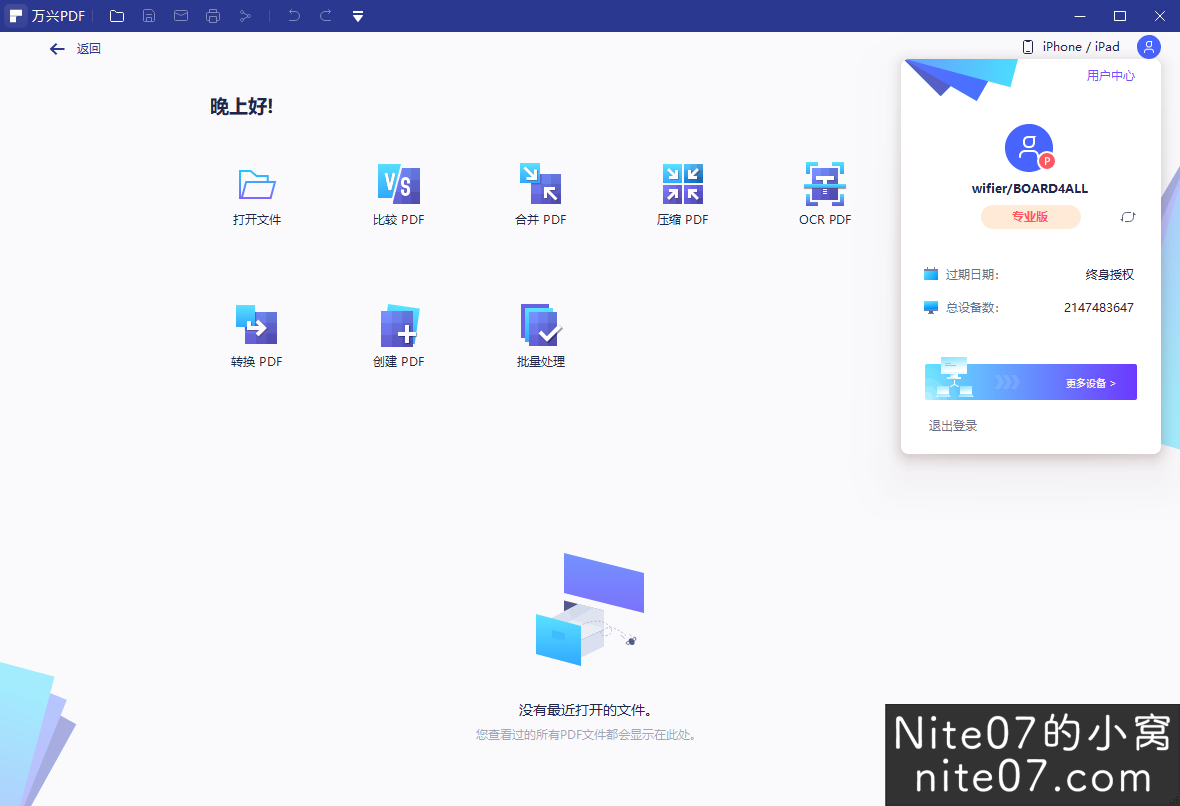 万兴PDF
返回
iPhone / iPad
用户中心
晚上好!
打开文件
比较 PDF
合并 PDF
压缩 PDF
OCR PDF
P
wifier/BOARD4ALL
专业版
过期日期:
终身授权
总设备数:
2147483647
更多设备 >
退出登录
转换 PDF
创建 PDF
批量处理
没有最近打开的文件。
您查看过的所有PDF文件都会显示在此处。
Nite07的小窝
nite07.com